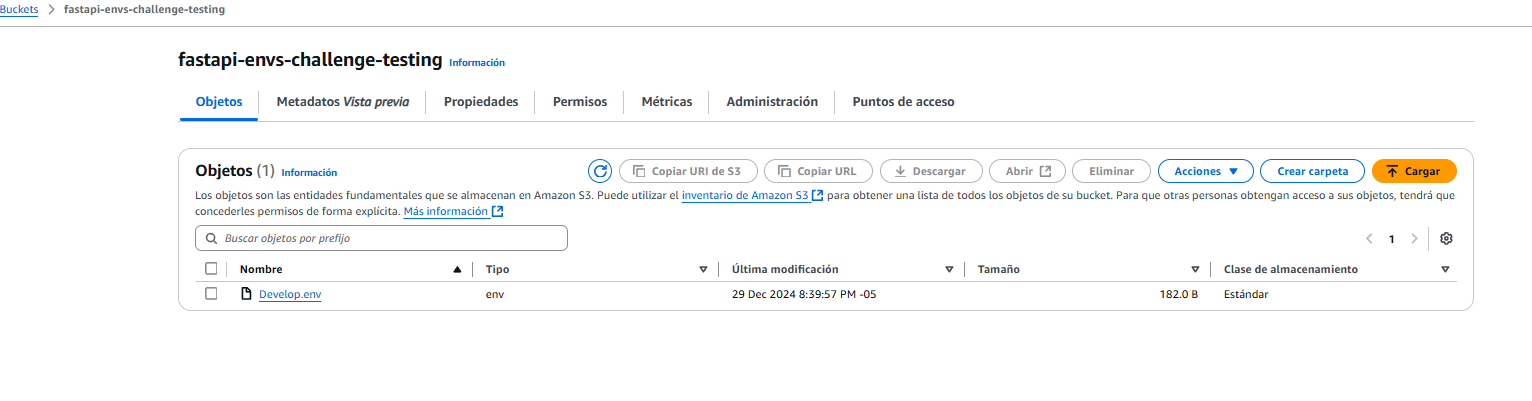 Buckets > fastapi-envs-challenge-testing
fastapi-envs-challenge-testing Información
Objetos Metadatos Vista previa Propiedades Permisos Métricas Administración Puntos de acceso
Objetos (1) Información Copiar URI de S3 Copiar URL Descargar Abrir Eliminar Acciones Crear carpeta Cargar
Los objetos son las entidades fundamentales que se almacenan en Amazon S3. Puede utilizar el inventario de Amazon S3 para obtener una lista de todos los objetos de su bucket. Para que otras personas obtengan acceso a sus objetos, tendrá que
concederles permisos de forma explícita. Más información
Buscar objetos por prefijo 1
Nombre Tipo Última modificación Tamaño Clase de almacenamiento
Develop.env env 29 Dec 2024 8:39:57 PM -05 182.0 B Estándar